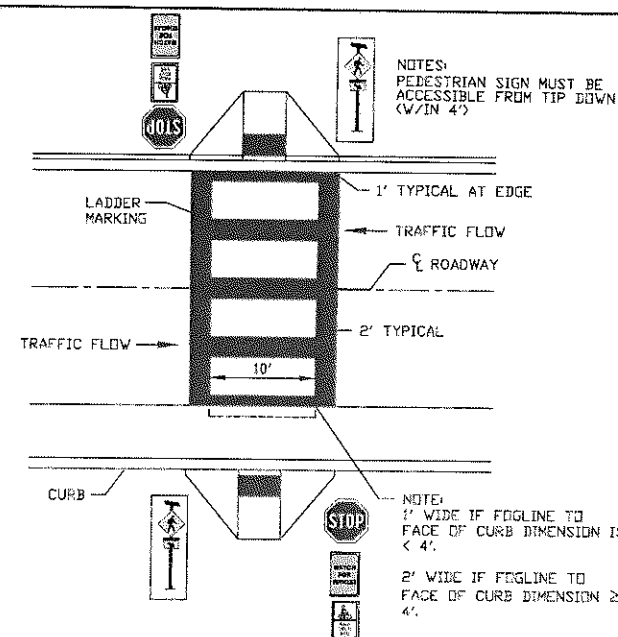 NOTES:
PEDESTRIAN SIGN MUST BE
ACCESSIBLE FROM TIP DOWN
(W/IN 4')
STOP
LADDER
MARKING
1' TYPICAL AT EDGE
TRAFFIC FLOW
℄ ROADWAY
2' TYPICAL
TRAFFIC FLOW
10'
CURB
STOP
WATCH
FOR
NOTE:
1' WIDE IF FOGLINE TO
FACE OF CURB DIMENSION IS
< 4'.
2' WIDE IF FOGLINE TO
FACE OF CURB DIMENSION ≥
4'.